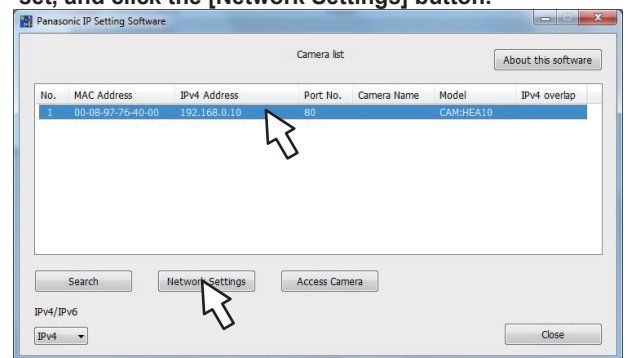 set, and click the [Network Settings] button.
Panasonic IP Setting Software
Camera list
About this software
No. MAC Address IPv4 Address Port No. Camera Name Model IPv4 overlap
1 00-0B-97-76-40-00 192.168.0.10 80 CAM:HEA10
Search Network Settings Access Camera
IPv4/IPv6
IPv4 Close